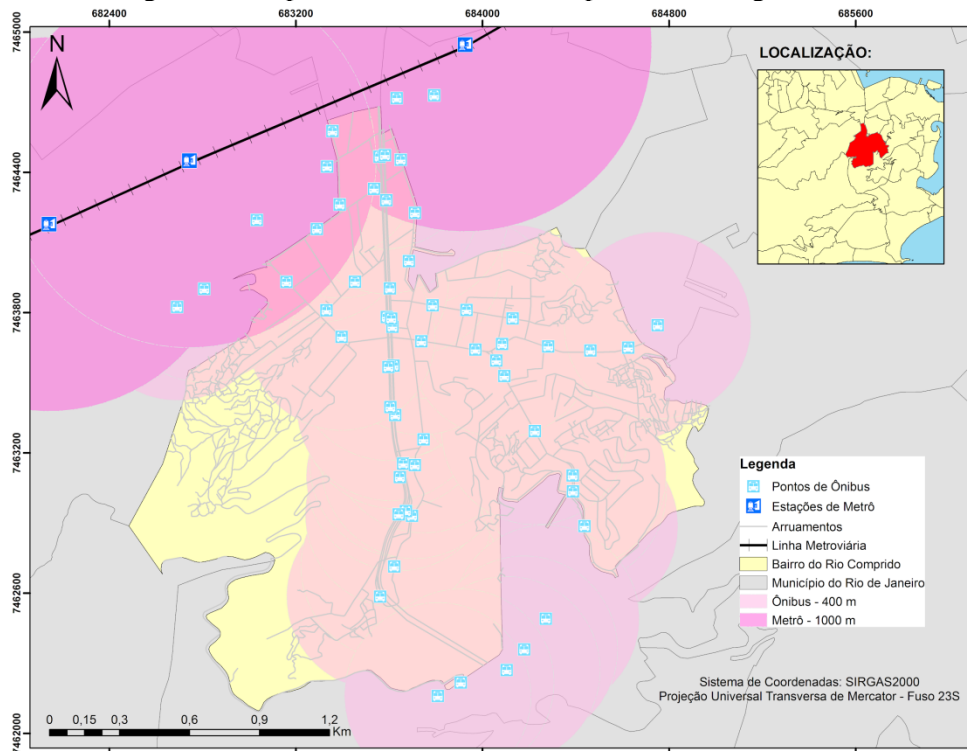 682400 683200 684000 684800 685600
7465000
7464400
7463800
7463200
7462600
7462000
N
LOCALIZAÇÃO:
Legenda
Pontos de Ônibus
Estações de Metrô
Arruamentos
Linha Metroviária
Bairro do Rio Comprido
Município do Rio de Janeiro
Ônibus - 400 m
Metrô - 1000 m
Sistema de Coordenadas: SIRGAS2000
Projeção Universal Transversa de Mercator - Fuso 23S
0 0,15 0,3 0,6 0,9 1,2
Km